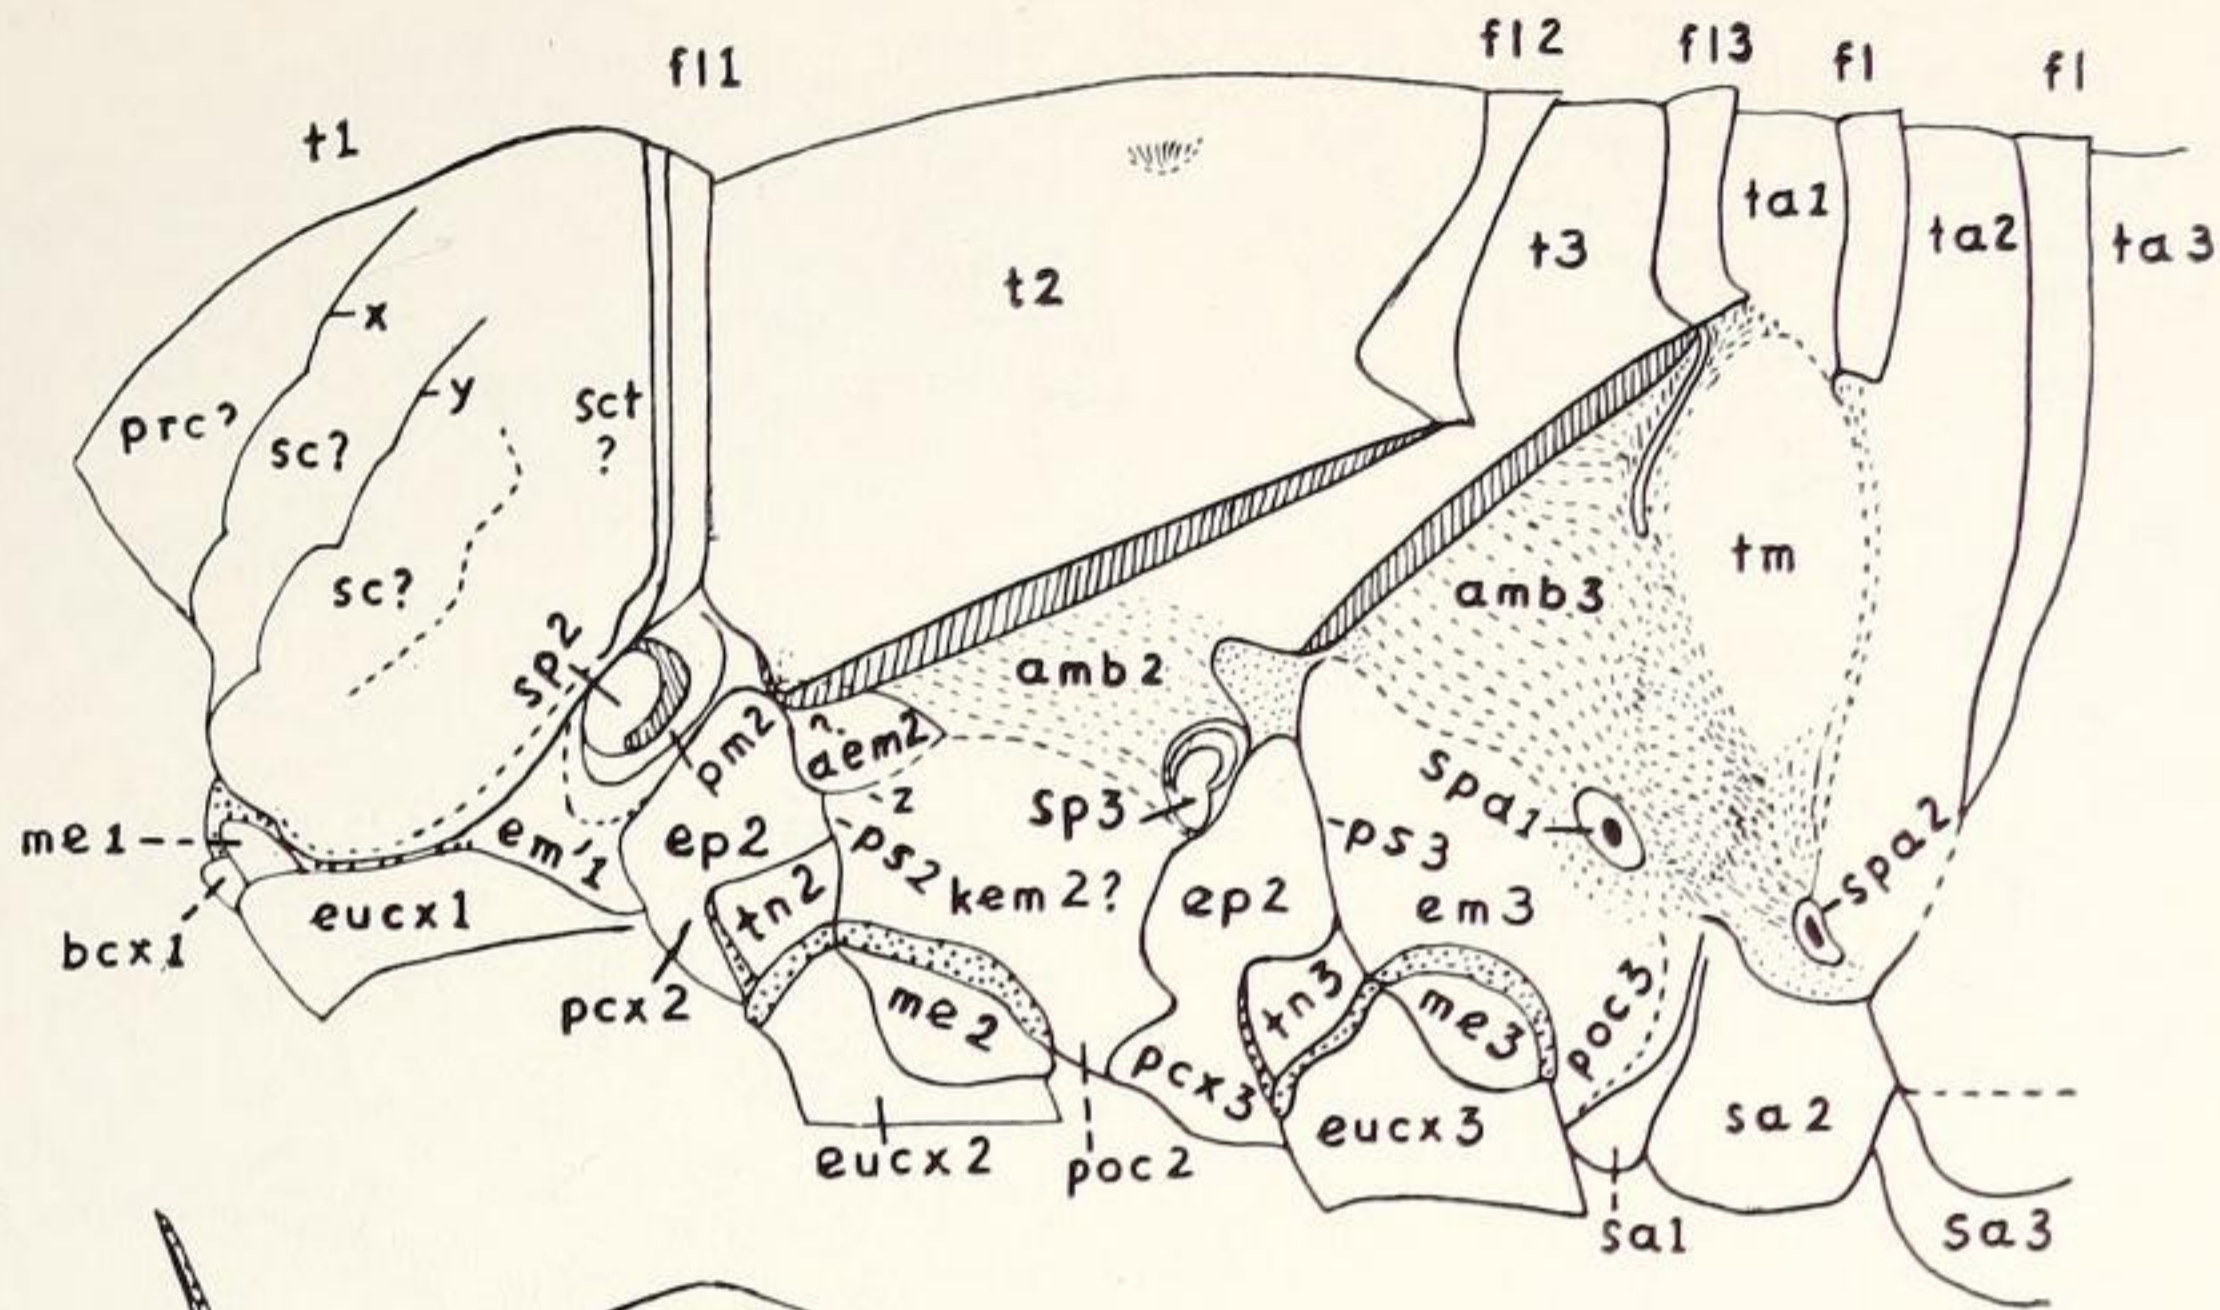 fl1
fl2
fl3
fl
fl
t1
t2
t3
ta1
ta2
ta3
x
y
prc?
sc?
sct
?
sc?
tm
amb3
amb2
sp2
pm2
?
aem2
z
sp3
spa1
spa2
me1
em'1
ep2
ps2
ps3
tn2
kem2?
ep2
em3
bcx1
eucx1
pcx2
me2
tn3
me3
poc3
pcx3
eucx2
poc2
eucx3
sa1
sa2
sa3